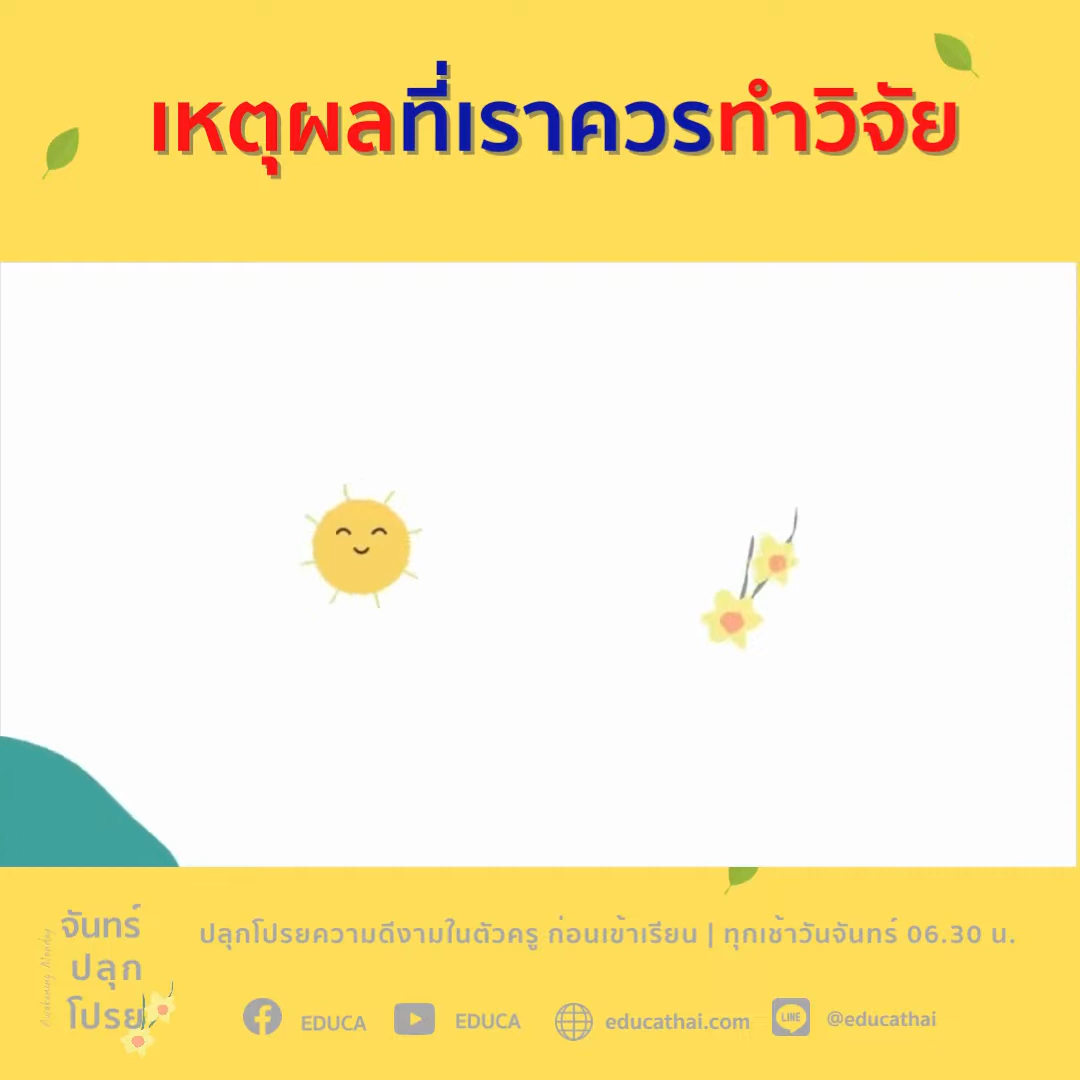 เหตุผลที่เราควรทำวิจัย
จันทร์
ปลุก
โปรย
Awakening Monday
ปลุกโปรยความดีงามในตัวครู ก่อนเข้าเรียน | ทุกเช้าวันจันทร์ 06.30 น.
EDUCA
EDUCA
educathai.com
LINE
@educathai